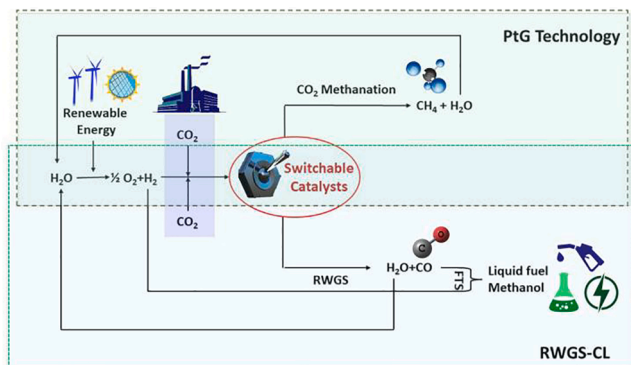 PtG Technology
CO₂ Methanation
CH₄ + H₂O
Renewable
Energy
CO₂
H₂O
½ O₂+H₂
Switchable
Catalysts
CO₂
C
O
H₂O+CO
RWGS
FTS
Liquid fuel
Methanol
RWGS-CL